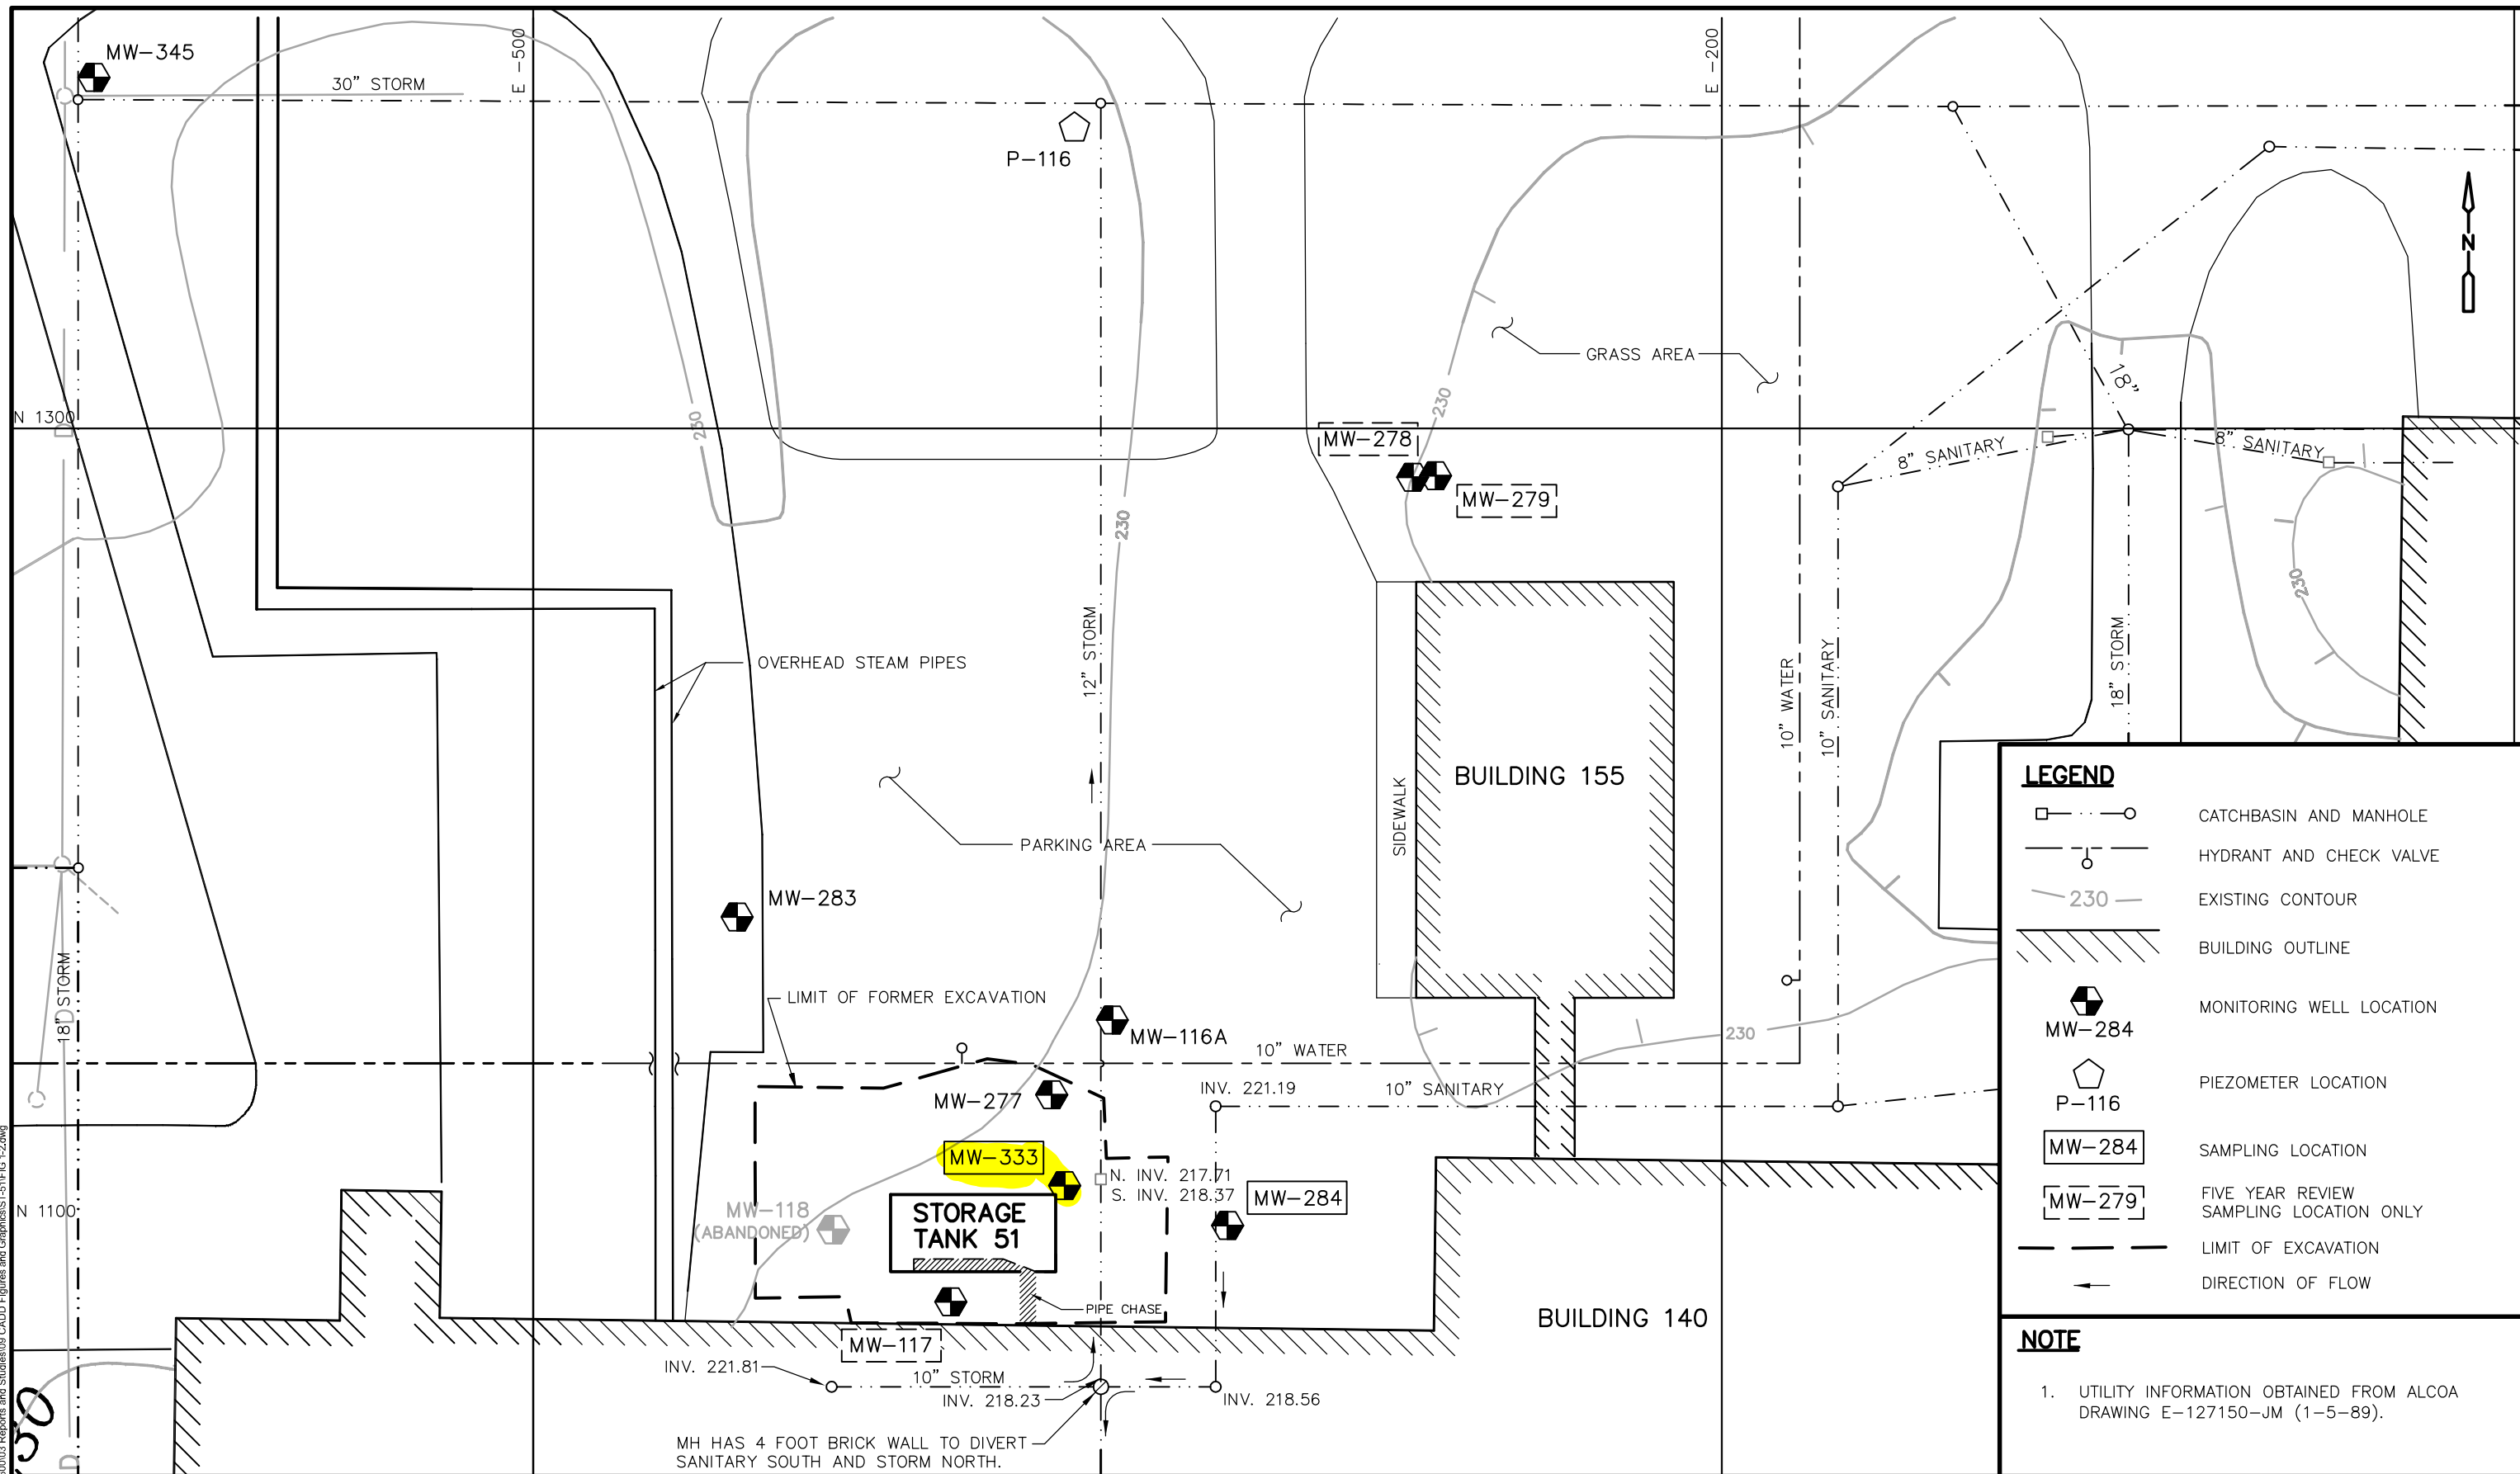 MW-345
30" STORM
E -500
E -200
P-116
N
GRASS AREA
18"
N 1300
D
230
230
MW-278
8" SANITARY
8" SANITARY
MW-279
230
230
OVERHEAD STEAM PIPES
12" STORM
10" WATER
10" SANITARY
18" STORM
BUILDING 155
SIDEWALK
PARKING AREA
MW-283
18" STORM
D
LIMIT OF FORMER EXCAVATION
MW-116A
10" WATER
230
INV. 221.19
10" SANITARY
MW-277
MW-333
N. INV. 217.71
S. INV. 218.37
MW-284
N 1100
MW-118
(ABANDONED)
STORAGE
TANK 51
PIPE CHASE
BUILDING 140
MW-117
INV. 221.81
10" STORM
INV. 218.23
INV. 218.56
MH HAS 4 FOOT BRICK WALL TO DIVERT
SANITARY SOUTH AND STORM NORTH.
D
LEGEND
CATCHBASIN AND MANHOLE
HYDRANT AND CHECK VALVE
230
EXISTING CONTOUR
BUILDING OUTLINE
MONITORING WELL LOCATION
MW-284
PIEZOMETER LOCATION
P-116
MW-284
SAMPLING LOCATION
MW-279
FIVE YEAR REVIEW
SAMPLING LOCATION ONLY
LIMIT OF EXCAVATION
DIRECTION OF FLOW
NOTE
1. UTILITY INFORMATION OBTAINED FROM ALCOA
DRAWING E-127150-JM (1-5-89).